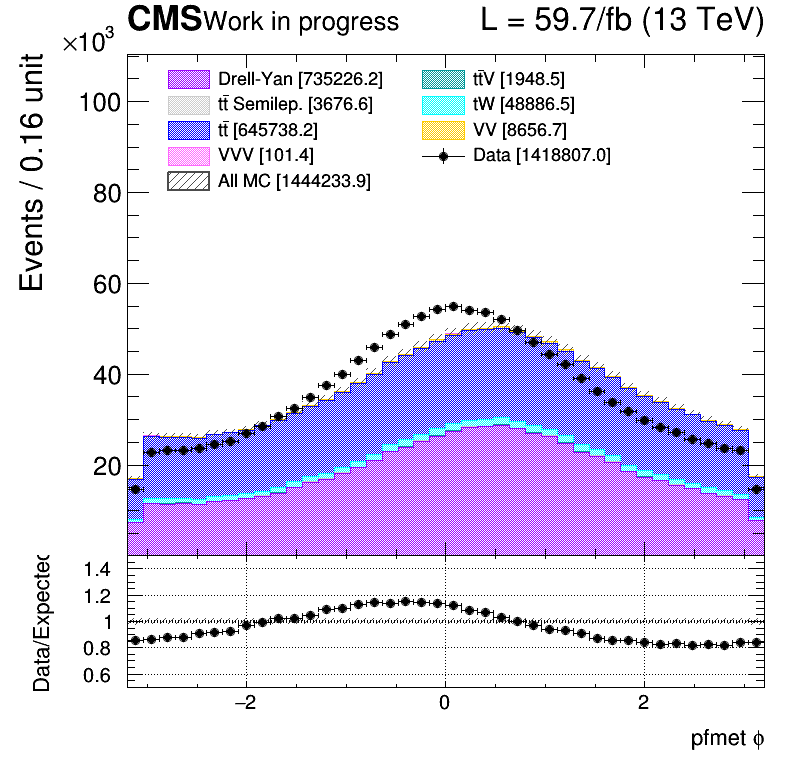 CMS Work in progress L = 59.7/fb (13 TeV)
×10³
Events / 0.16 unit
Drell-Yan [735226.2]
tt̄ Semilep. [3676.6]
tt̄ [645738.2]
VVV [101.4]
All MC [1444233.9]
tt̄V [1948.5]
tW [48886.5]
VV [8656.7]
Data [1418807.0]
100
80
60
40
20
Data/Expected
1.4
1.2
1
0.8
0.6
−2 0 2
pfmet ϕ